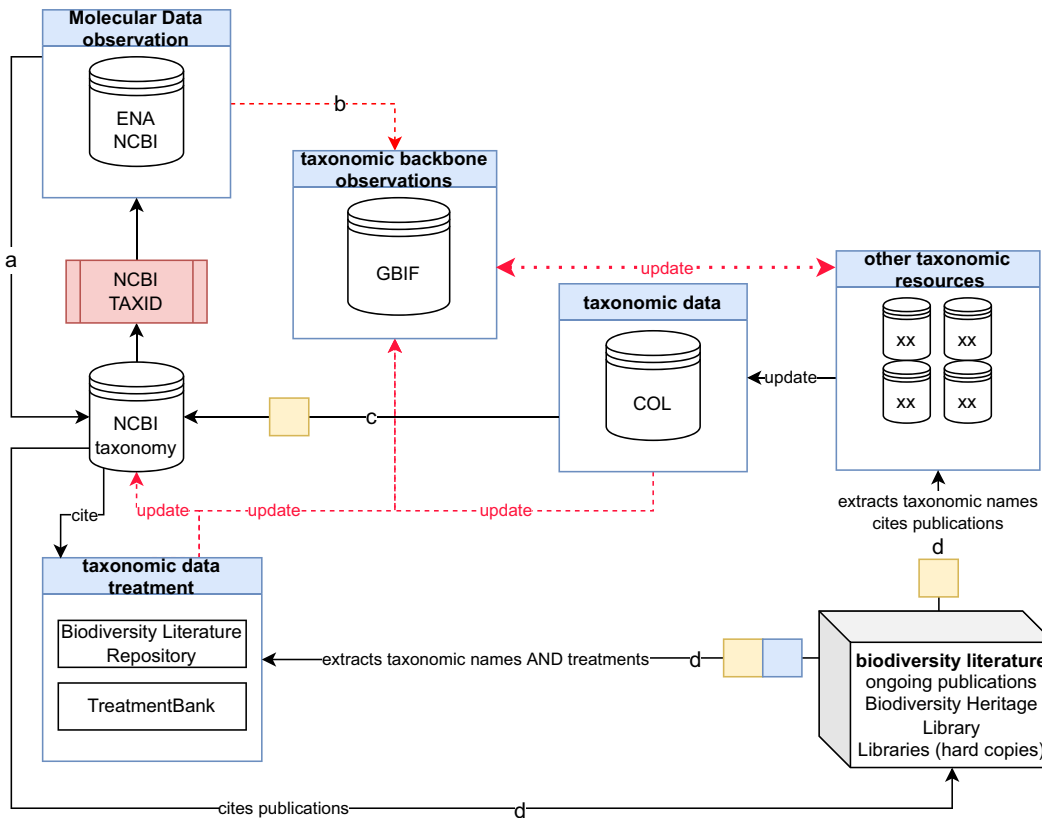 Molecular Data
observation
ENA
NCBI
b
taxonomic backbone
observations
GBIF
a
NCBI
TAXID
update
other taxonomic
resources
xx
xx
xx
xx
taxonomic data
COL
update
NCBI
taxonomy
c
cite
update
update
update
extracts taxonomic names
cites publications
d
taxonomic data
treatment
Biodiversity Literature
Repository
TreatmentBank
extracts taxonomic names AND treatments
d
biodiversity literature
ongoing publications
Biodiversity Heritage
Library
Libraries (hard copies)
cites publications
d